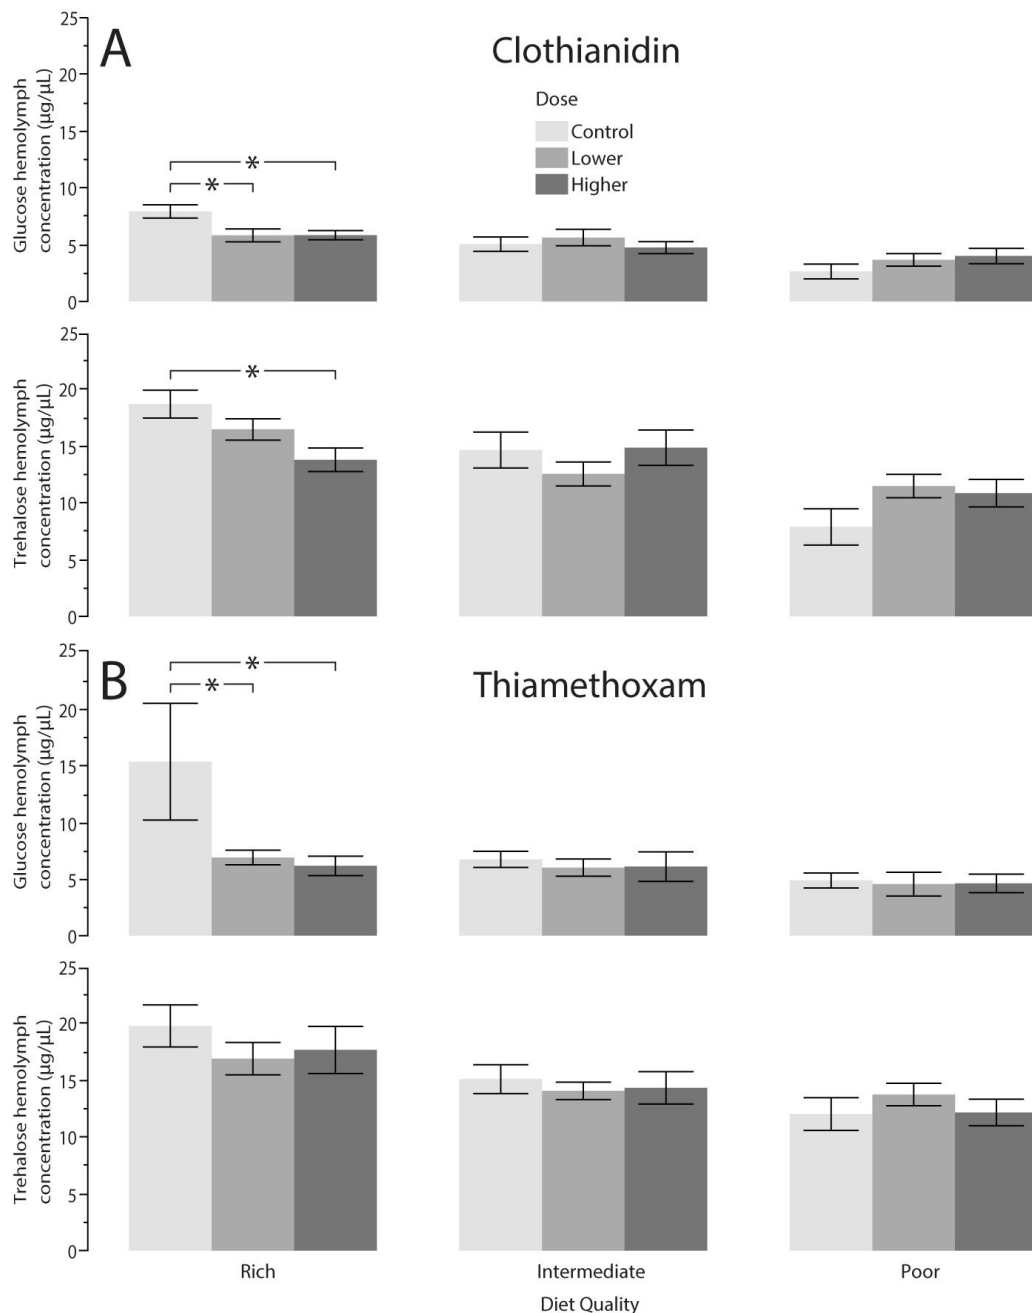 A
Clothianidin
Dose
Control
Lower
Higher
Glucose hemolymph
concentration (µg/µL)
25
20
15
10
5
0
*
*
Trehalose hemolymph
concentration (µg/µL)
25
20
15
10
5
0
*
B
Thiamethoxam
Glucose hemolymph
concentration (µg/µL)
25
20
15
10
5
0
*
*
Trehalose hemolymph
concentration (µg/µL)
25
20
15
10
5
0
Rich Intermediate Poor
Diet Quality